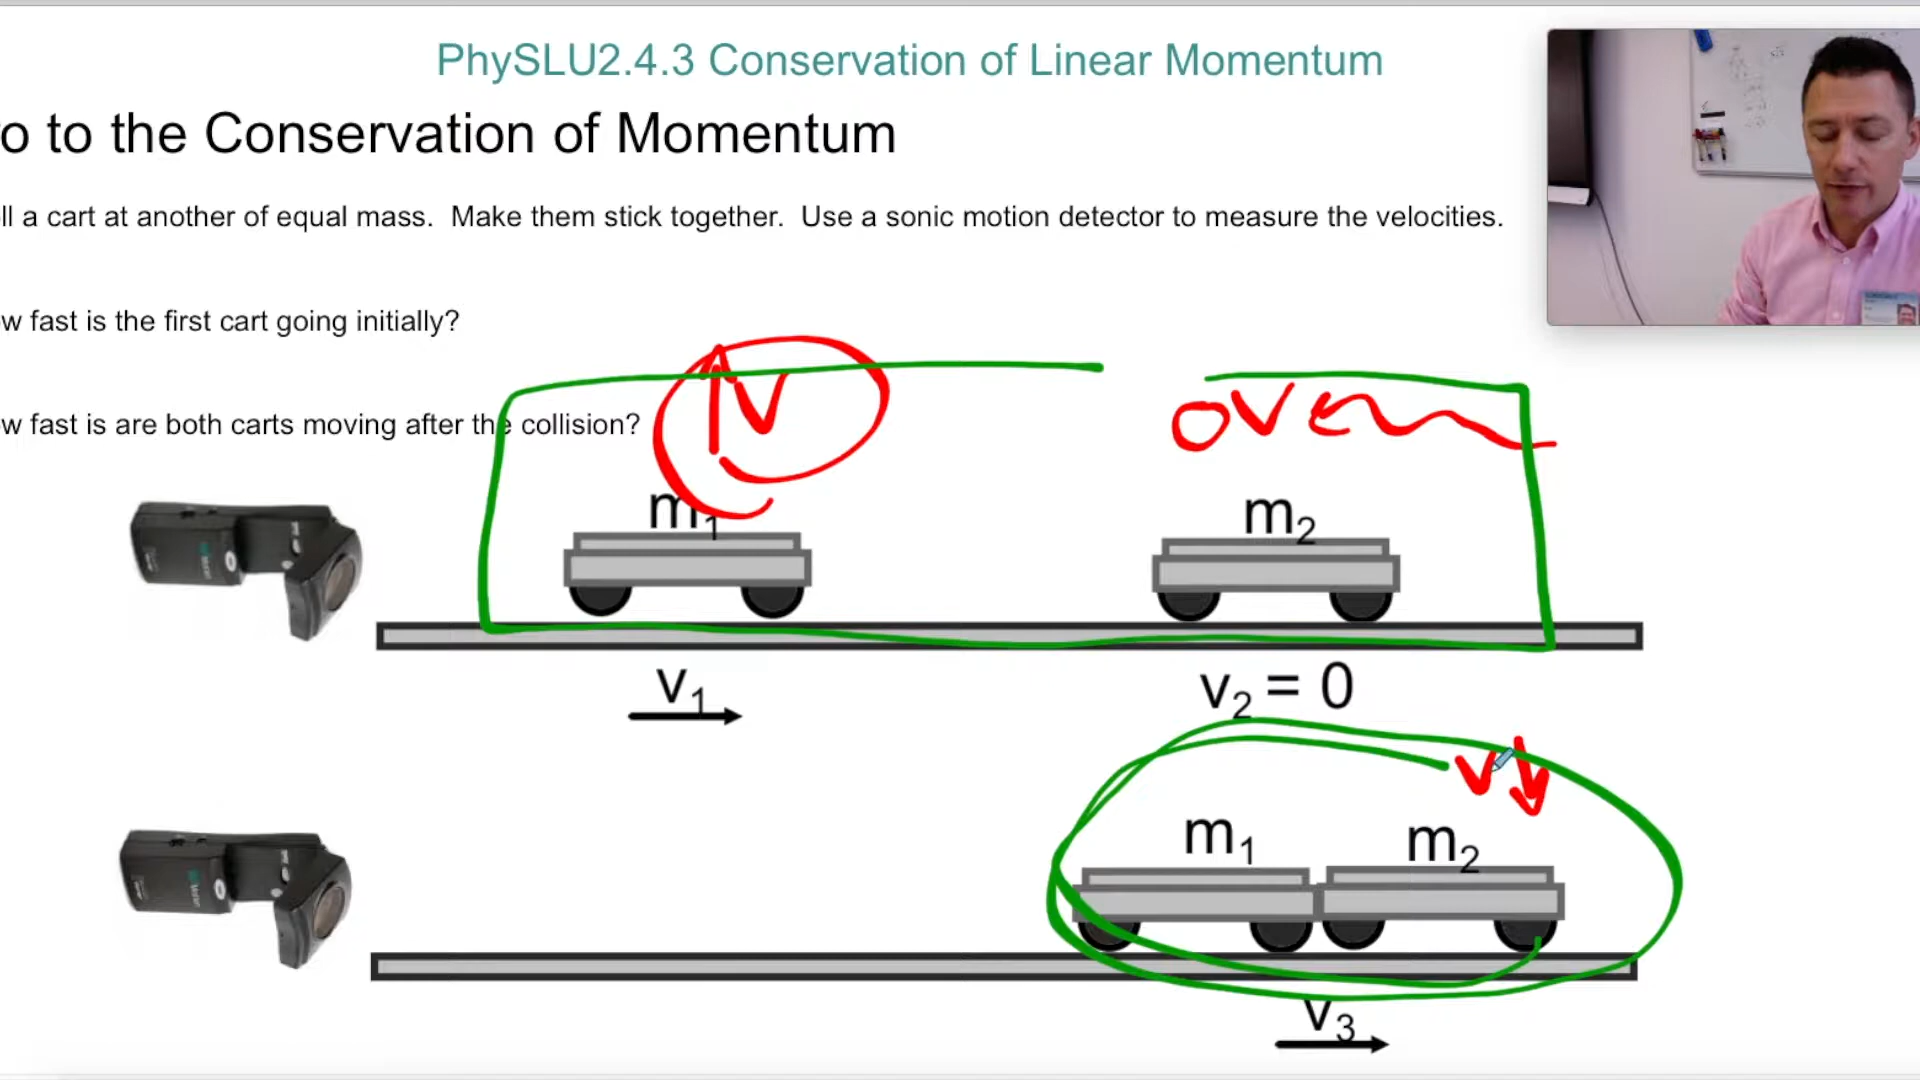 PhySLU2.4.3 Conservation of Linear Momentum
o to the Conservation of Momentum
ll a cart at another of equal mass. Make them stick together. Use a sonic motion detector to measure the velocities.
w fast is the first cart going initially?
w fast is are both carts moving after the collision?
↑v
m₁
m₂
v₁
v₂ = 0
v↓
m₁
m₂
v₃